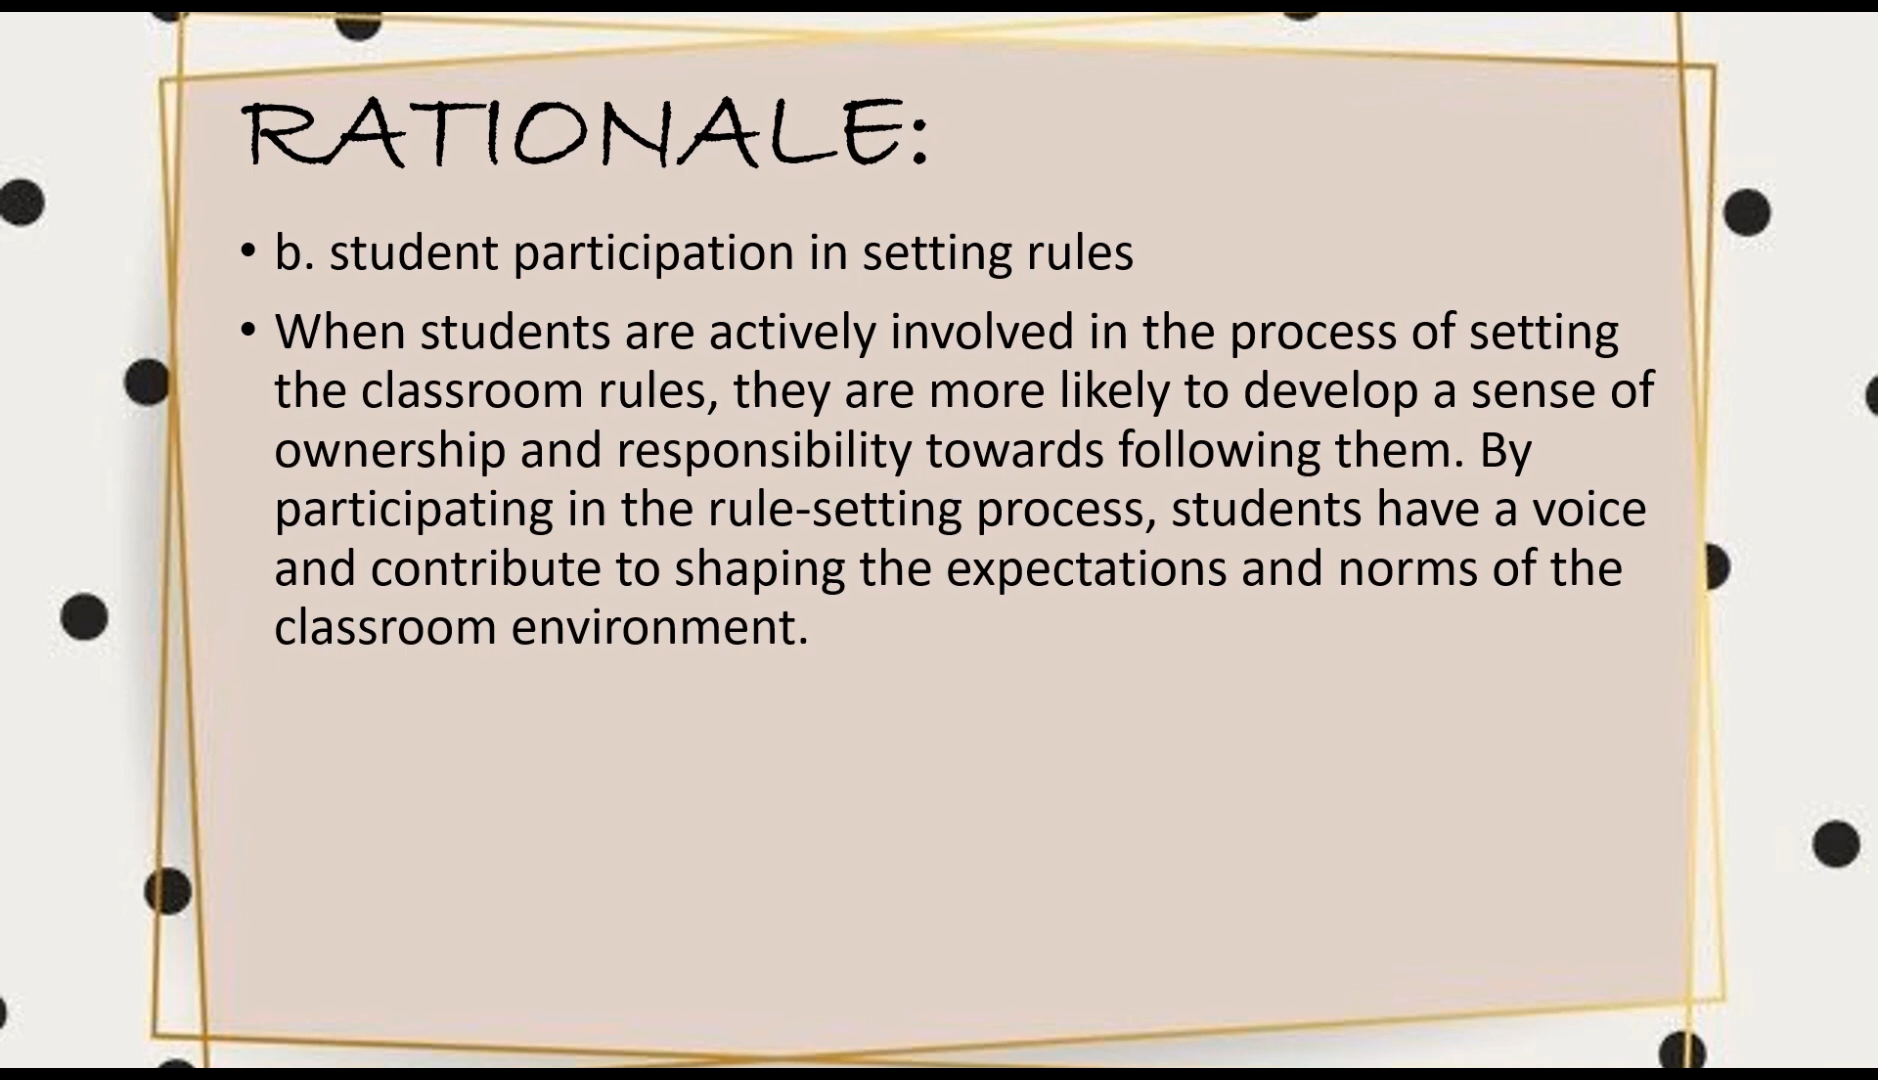 RATIONALE:
• b. student participation in setting rules
• When students are actively involved in the process of setting
the classroom rules, they are more likely to develop a sense of
ownership and responsibility towards following them. By
participating in the rule-setting process, students have a voice
and contribute to shaping the expectations and norms of the
classroom environment.